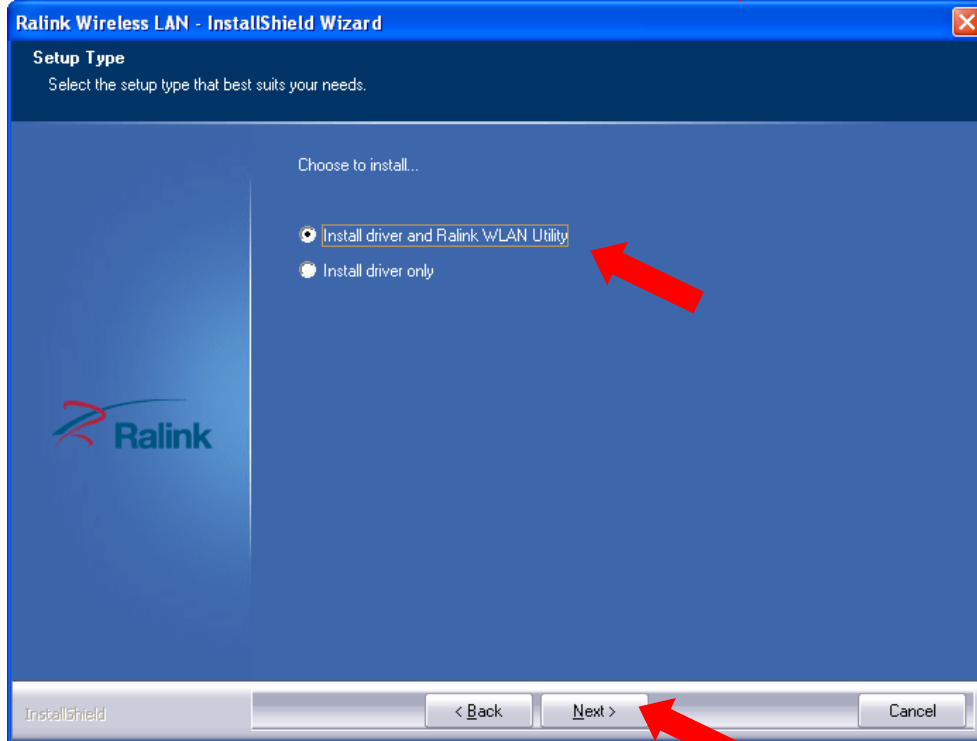 Ralink Wireless LAN - InstallShield Wizard
Setup Type
Select the setup type that best suits your needs.
Choose to install...
Install driver and Ralink WLAN Utility
Install driver only
Ralink
InstallShield
< Back
Next >
Cancel